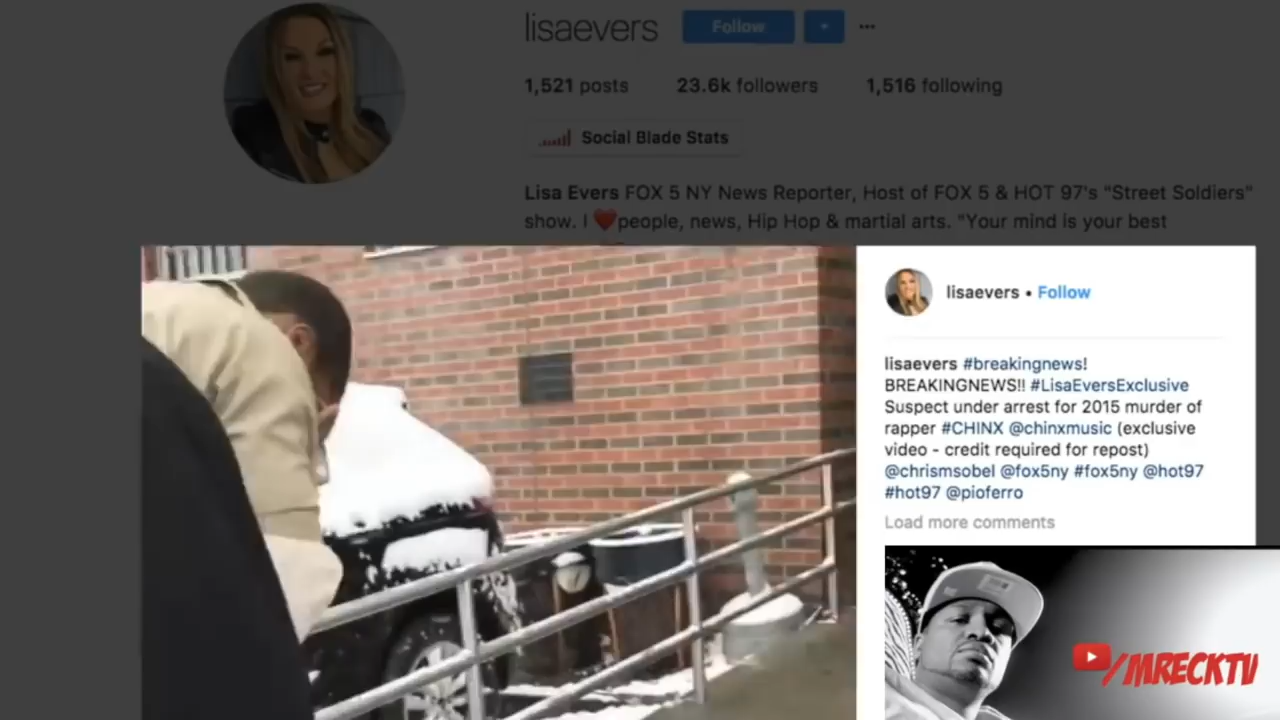 lisaevers Follow
1,521 posts 23.6k followers 1,516 following
Social Blade Stats
Lisa Evers FOX 5 NY News Reporter, Host of FOX 5 & HOT 97's "Street Soldiers"
show. I ❤️people, news, Hip Hop & martial arts. "Your mind is your best
lisaevers • Follow
lisaevers #breakingnews!
BREAKINGNEWS!! #LisaEversExclusive
Suspect under arrest for 2015 murder of
rapper #CHINX @chinxmusic (exclusive
video - credit required for repost)
@chrismsobel @fox5ny #fox5ny @hot97
#hot97 @pioferro
Load more comments
/MRECKTV